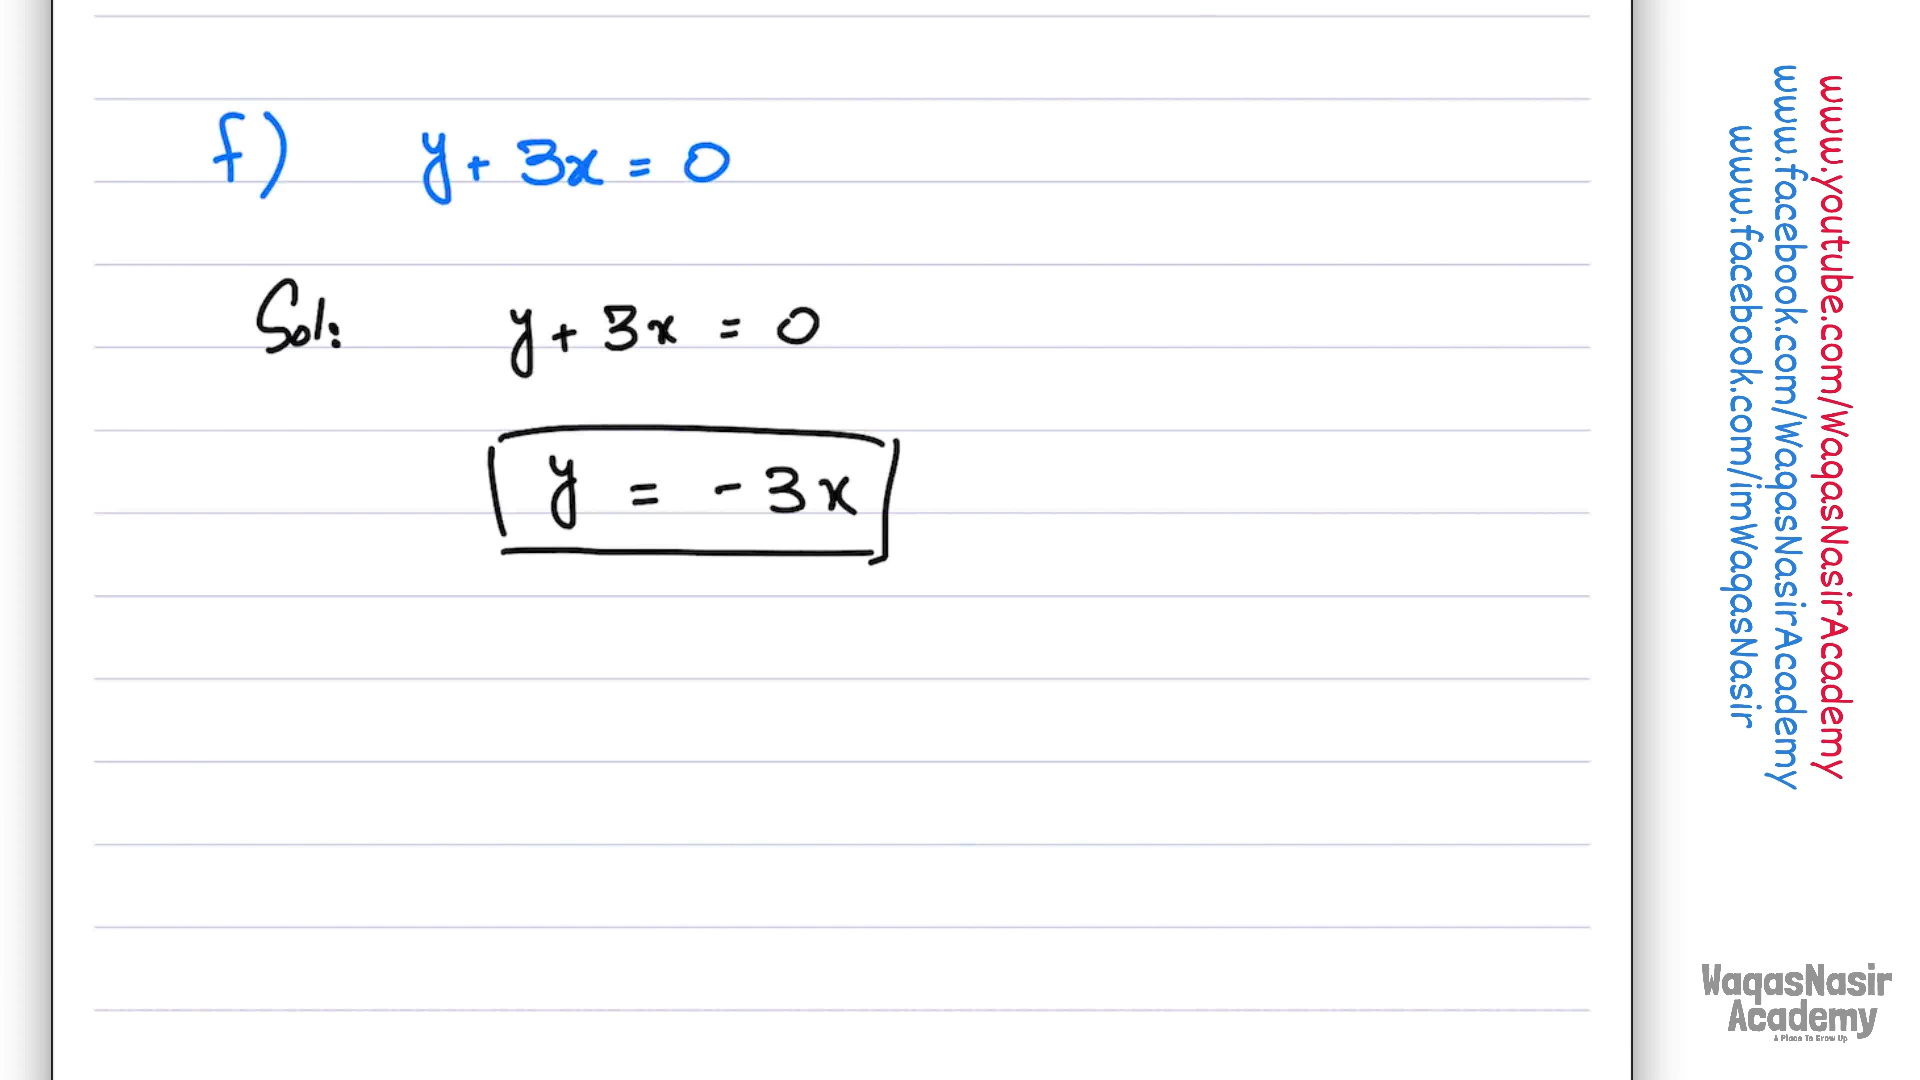 f) y + 3x = 0
Sol: y + 3x = 0
y = - 3x
www.youtube.com/WaqasNasirAcademy
www.facebook.com/WaqasNasirAcademy
www.facebook.com/imWaqasNasir
WaqasNasir
Academy
A Place To Grow Up